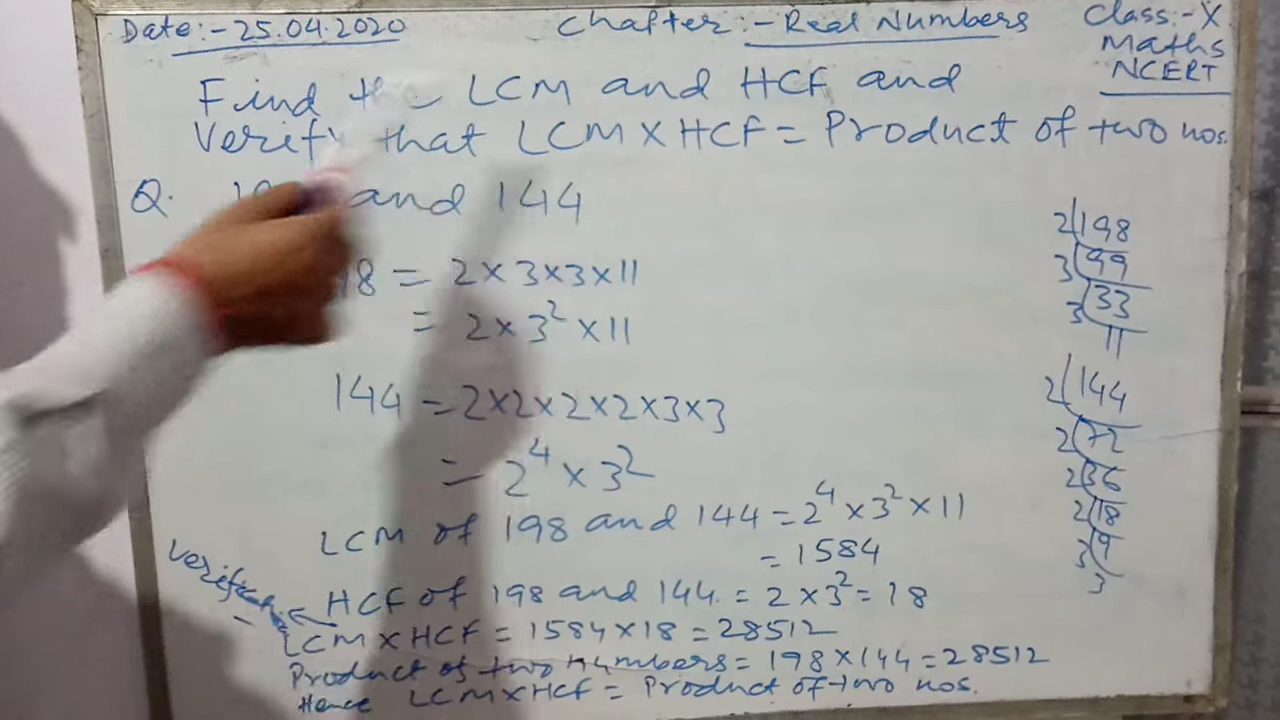 Date:-25.04.2020
Chapter:-Real Numbers
Class:-X
Maths
NCERT
Find the LCM and HCF and
Verify that LCM X HCF = Product of two nos.
Q. and 144
98 = 2×3×3×11
= 2×3²×11
144 = 2×2×2×2×3×3
= 2⁴×3²
LCM of 198 and 144 = 2⁴×3²×11
= 1584
HCF of 198 and 144. = 2×3² = 18
Verification
LCM×HCF = 1584×18 = 28512
Product of two numbers = 198×144 = 28512
Hence LCM×HCF = Product of two nos.
2 198
3 99
3 33
11
2 144
2 72
2 36
2 18
3 9
3